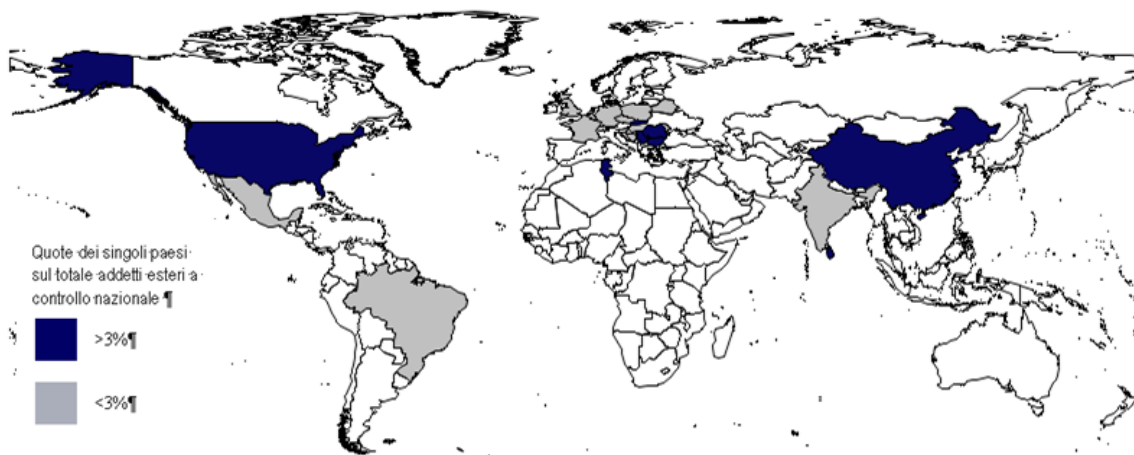 Quote·dei·singoli·paesi·
sul·totale·addetti·esteri·a·
controllo·nazionale·¶
>3%¶
<3%¶